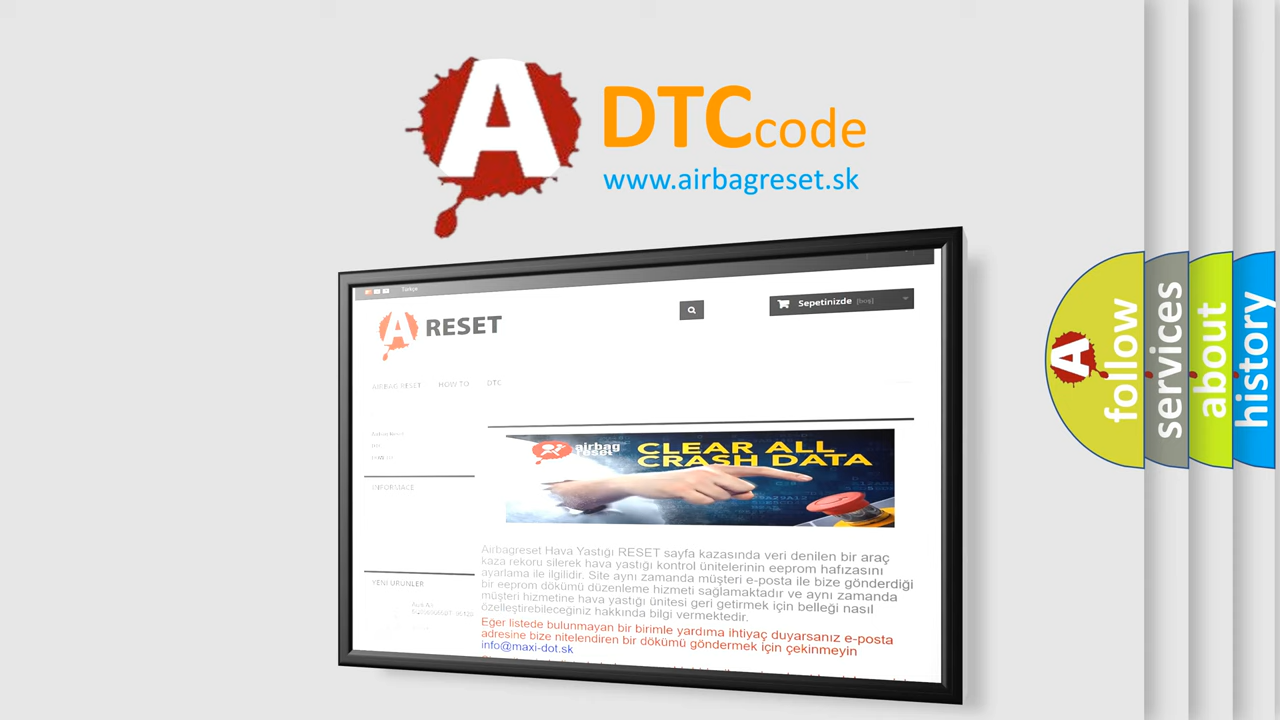 A DTCcode
www.airbagreset.sk
Türkçe
A RESET
Sepetinizde [boş]
AIRBAG RESET HOW TO DTC
INFORMACE
airbag reset
CLEAR ALL
CRASH DATA
Airbagreset Hava Yastığı RESET sayfa kazasında veri denilen bir araç
kaza rekoru silerek hava yastığı kontrol ünitelerinin eeprom hafızasını
ayarlama ile ilgilidir. Site aynı zamanda müşteri e-posta ile bize gönderdiği
bir eeprom dökümü düzenleme hizmeti sağlamaktadır ve aynı zamanda
müşteri hizmetine hava yastığı ünitesi geri getirmek için belleği nasıl
özelleştirebileceğiniz hakkında bilgi vermektedir.
Eger listede bulunmayan bir birimle yardıma ihtiyaç duyarsanız e-posta
adresine bize nitelendiren bir dökümü göndermek için çekinmeyin
info@maxi-dot.sk
YENI ÜRÜNLER
A follow
services
about
history